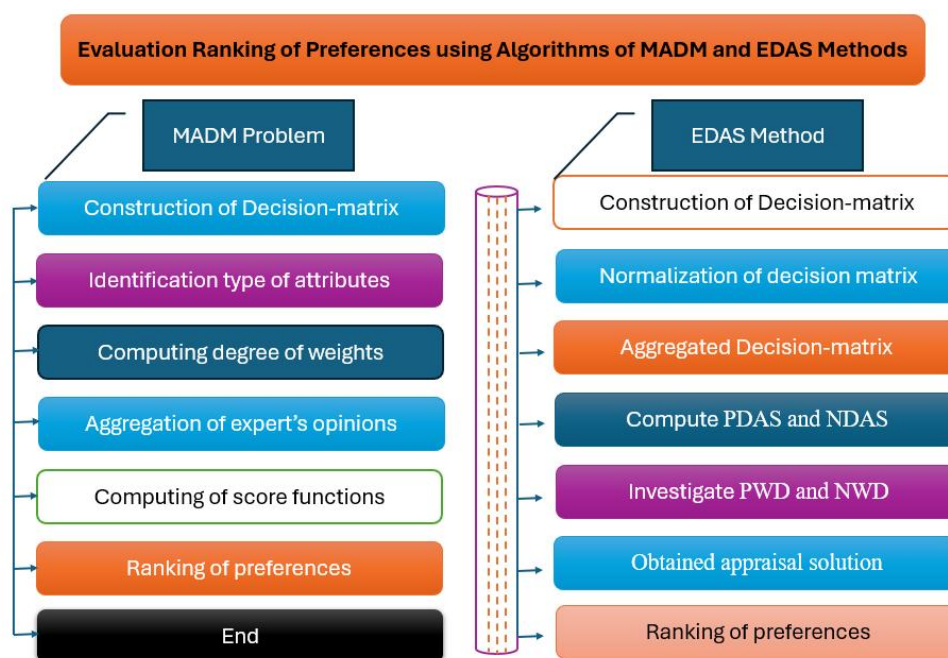 Evaluation Ranking of Preferences using Algorithms of MADM and EDAS Methods
MADM Problem
Construction of Decision-matrix
Identification type of attributes
Computing degree of weights
Aggregation of expert’s opinions
Computing of score functions
Ranking of preferences
End
EDAS Method
Construction of Decision-matrix
Normalization of decision matrix
Aggregated Decision-matrix
Compute PDAS and NDAS
Investigate PWD and NWD
Obtained appraisal solution
Ranking of preferences